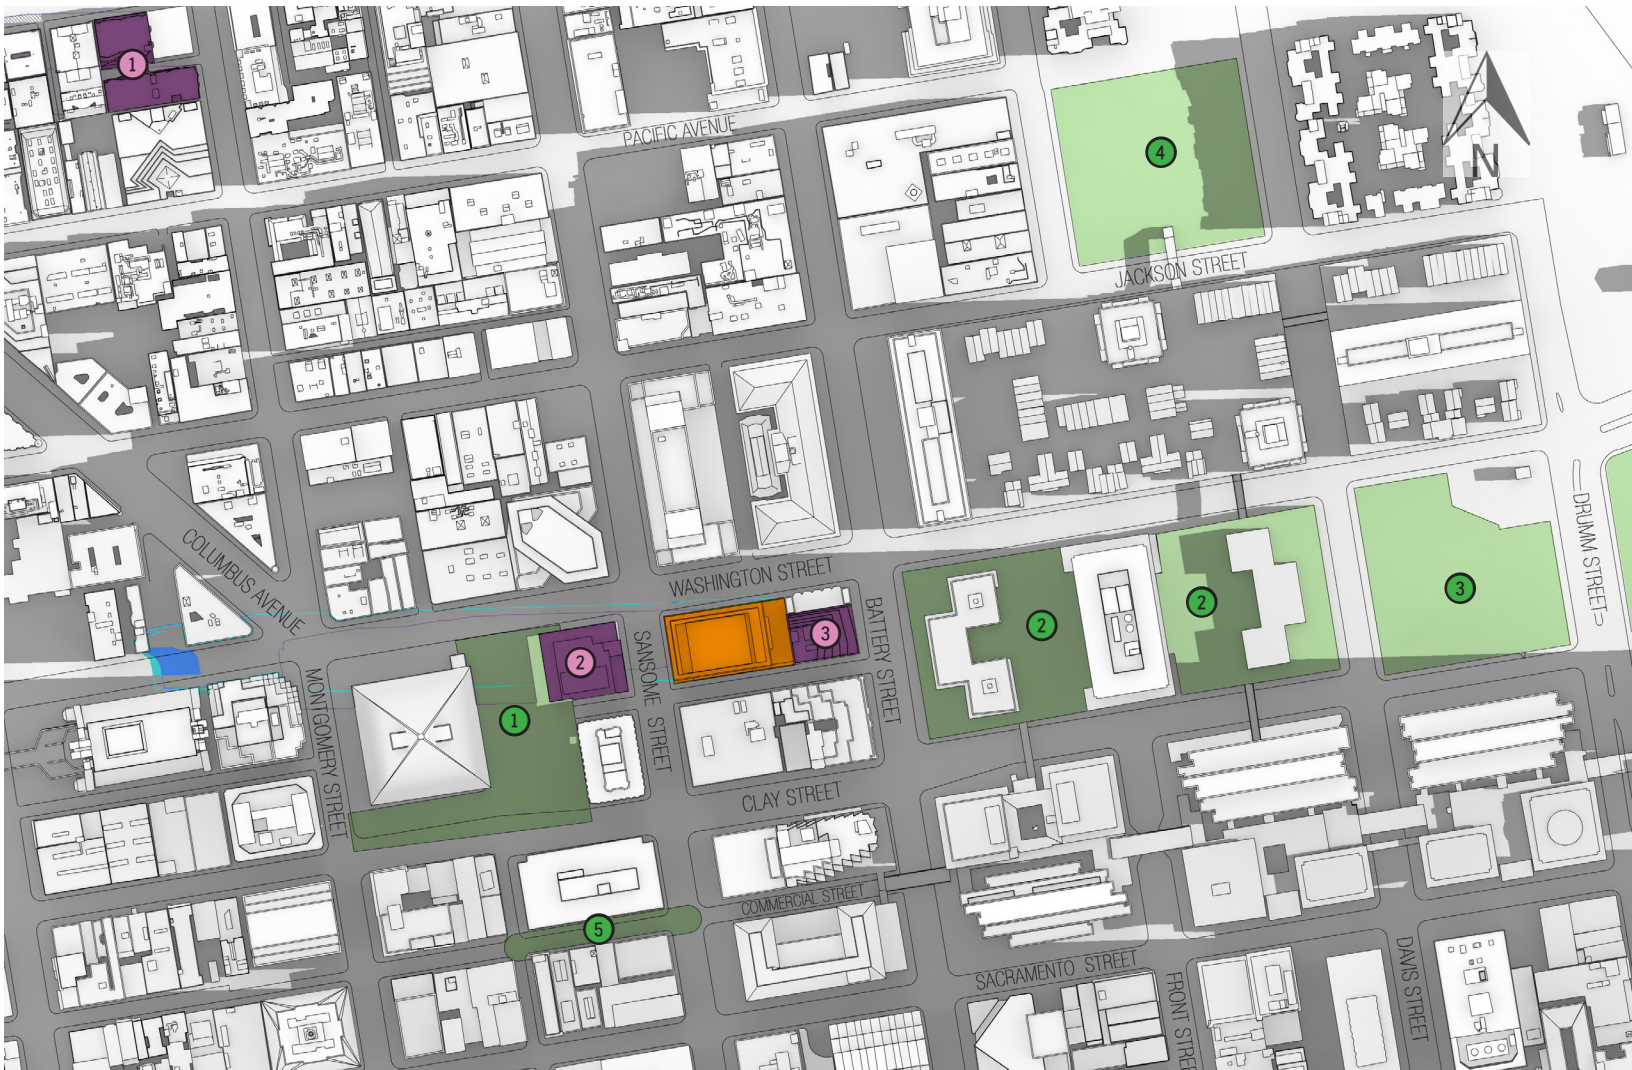 1
PACIFIC AVENUE
4
N
JACKSON STREET
COLUMBUS AVENUE
WASHINGTON STREET
DRUMM STREET
3
2
2
BATTERY STREET
3
SANSOME STREET
2
MONTGOMERY STREET
1
CLAY STREET
COMMERCIAL STREET
5
SACRAMENTO STREET
FRONT STREE
DAVIS STREET